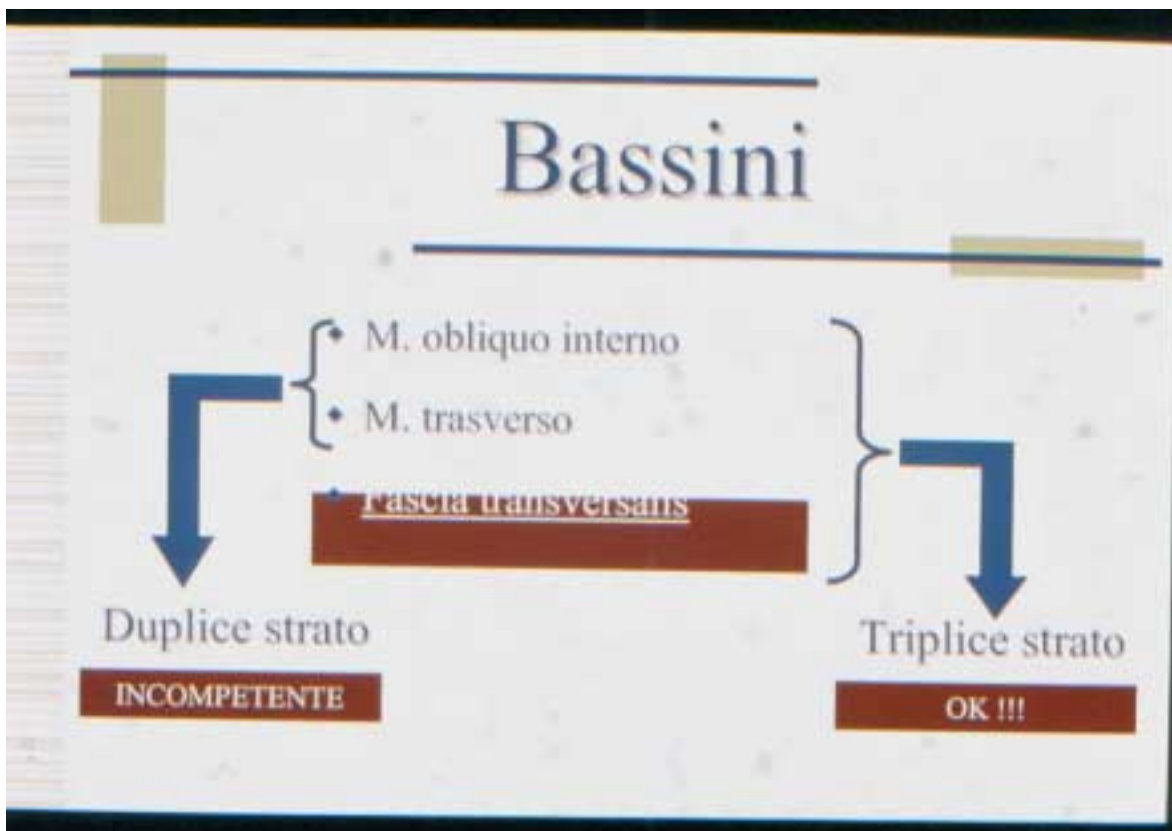 Bassini
M. obliquo interno
M. trasverso
Fascia transversalis
Duplice strato
Triplice strato
INCOMPETENTE
OK !!!